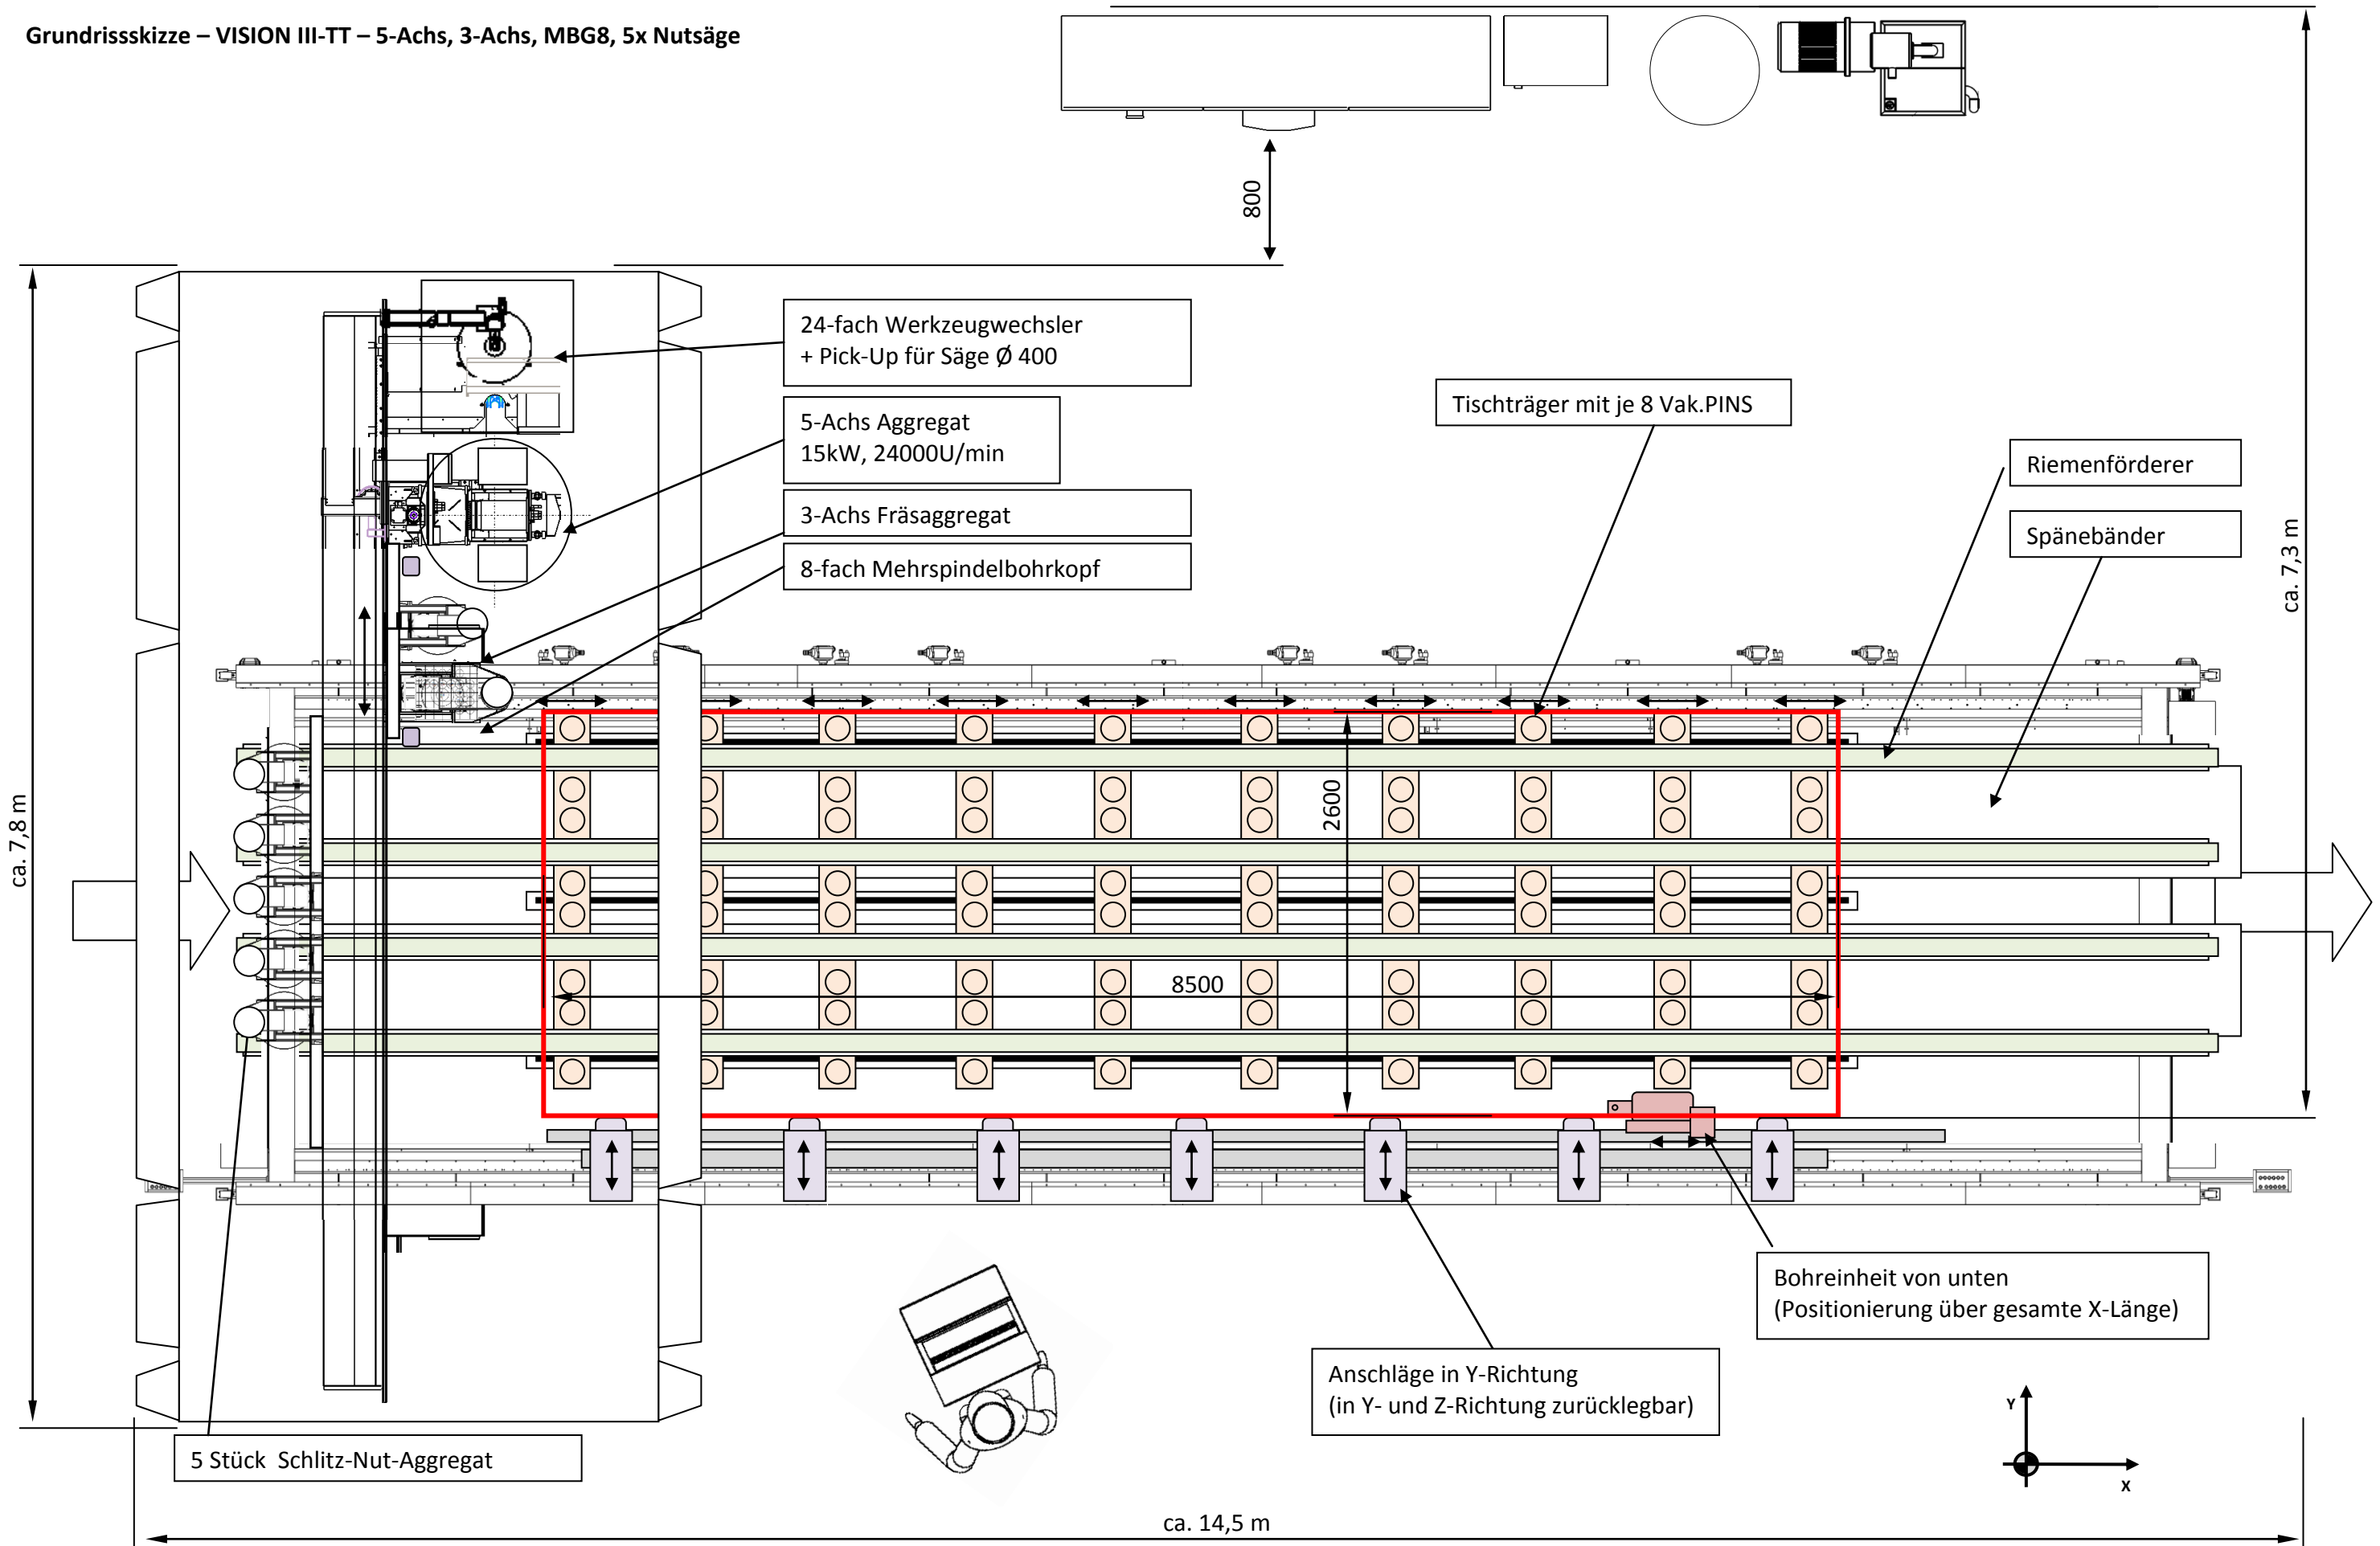 Grundrissskizze – VISION III-TT – 5-Achs, 3-Achs, MBG8, 5x Nutsäge
800
24-fach Werkzeugwechsler
+ Pick-Up für Säge Ø 400
5-Achs Aggregat
15kW, 24000U/min
3-Achs Fräsaggregat
8-fach Mehrspindelbohrkopf
Tischträger mit je 8 Vak.PINS
Riemenförderer
Spänebänder
ca. 7,3 m
ca. 7,8 m
2600
8500
Bohreinheit von unten
(Positionierung über gesamte X-Länge)
Anschläge in Y-Richtung
(in Y- und Z-Richtung zurücklegbar)
5 Stück  Schlitz-Nut-Aggregat
Y
X
ca. 14,5 m